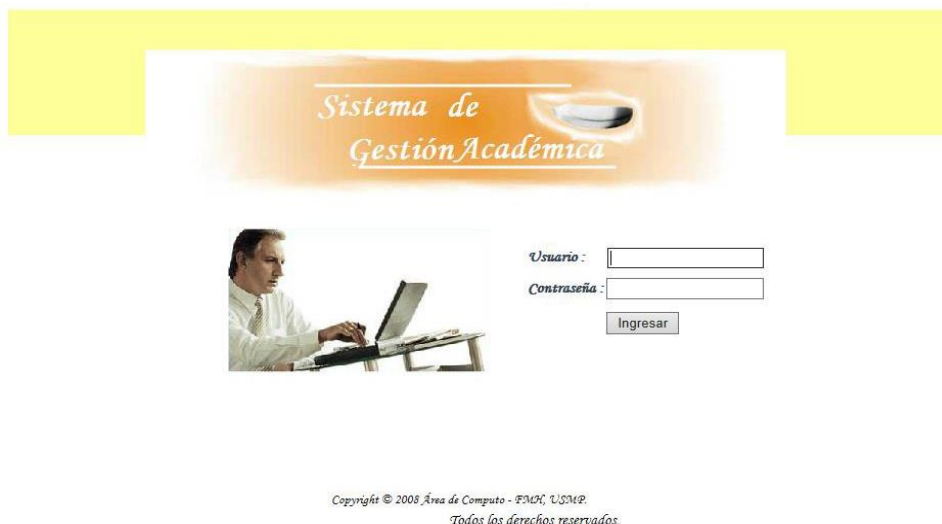 Sistema de
Gestión Académica
Usuario :
Contraseña :
Ingresar
Copyright © 2008 Área de Computo - FMH, USMP.
Todos los derechos reservados.